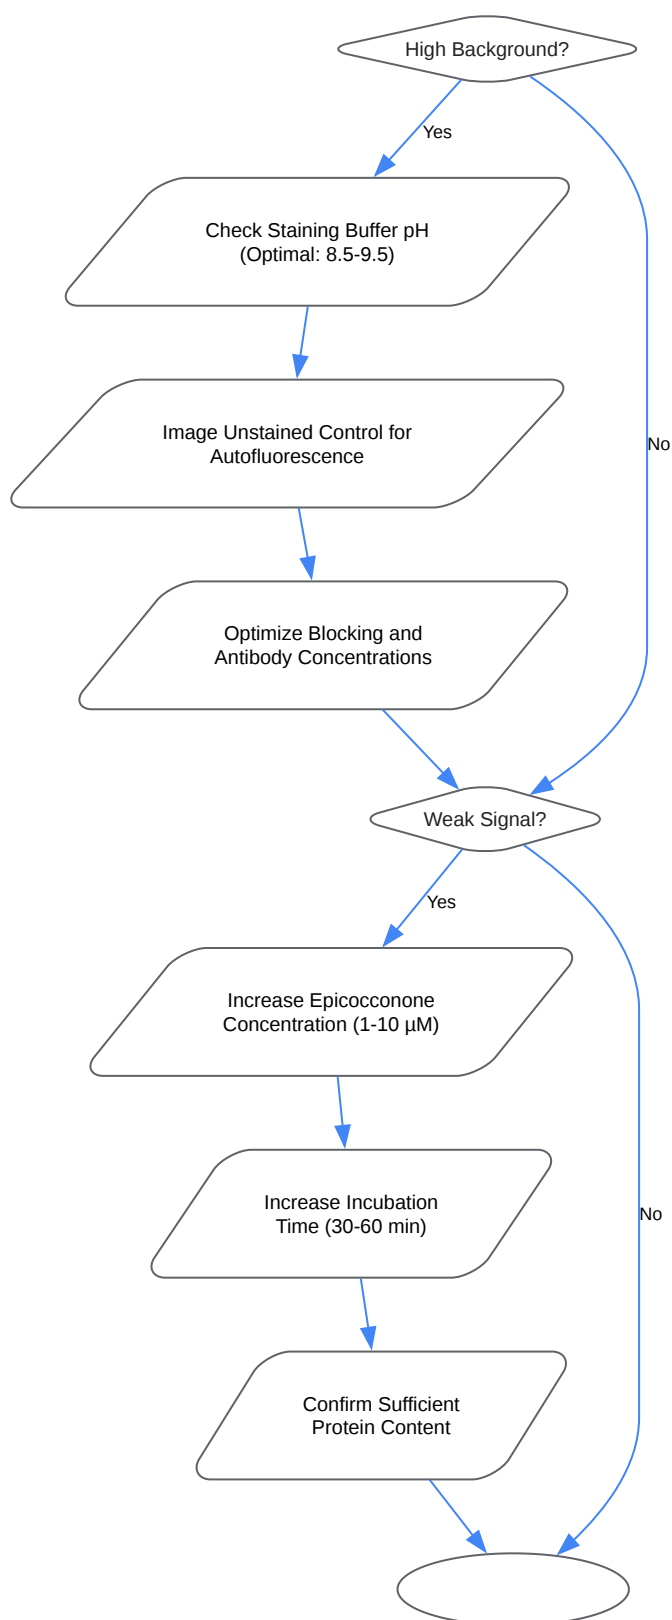 High Background?
Yes
Check Staining Buffer pH
(Optimal: 8.5-9.5)
Image Unstained Control for
Autofluorescence
No
Optimize Blocking and
Antibody Concentrations
Weak Signal?
Yes
Increase Epicocconone
Concentration (1-10 µM)
Increase Incubation
Time (30-60 min)
No
Confirm Sufficient
Protein Content